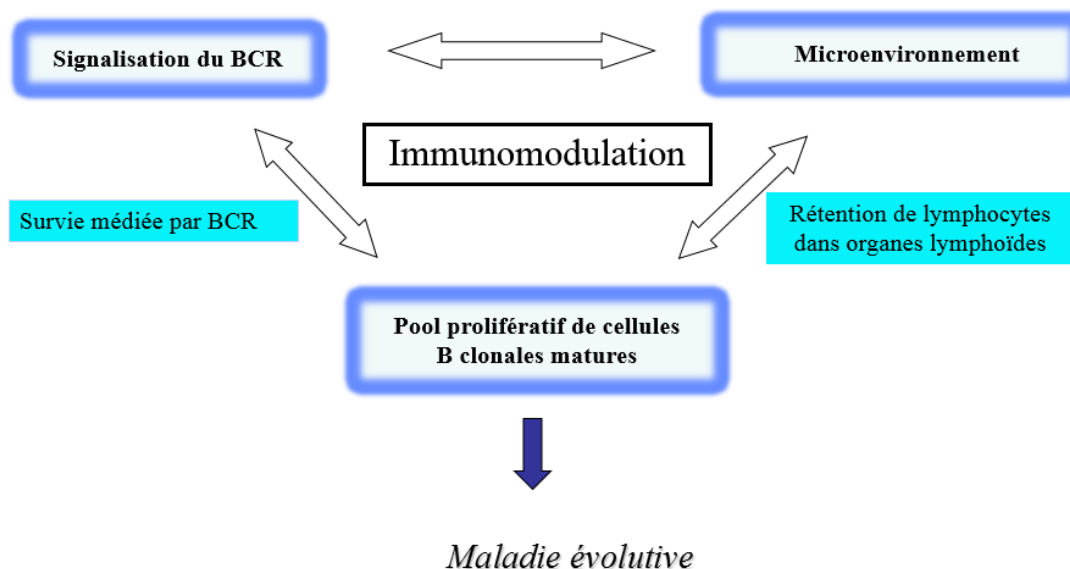 Signalisation du BCR
Microenvironnement
Immunomodulation
Survie médiée par BCR
Rétention de lymphocytes
dans organes lymphoïdes
Pool prolifératif de cellules
B clonales matures
Maladie évolutive